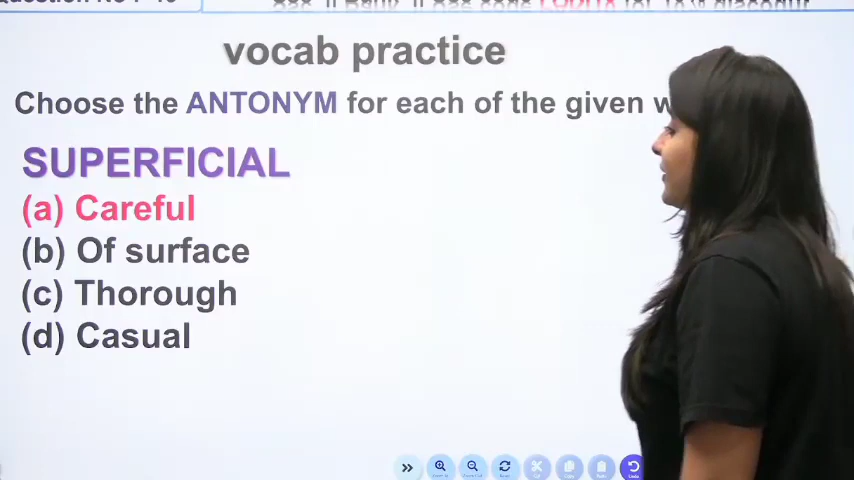 vocab practice
Choose the ANTONYM for each of the given
SUPERFICIAL
(a) Careful
(b) Of surface
(c) Thorough
(d) Casual